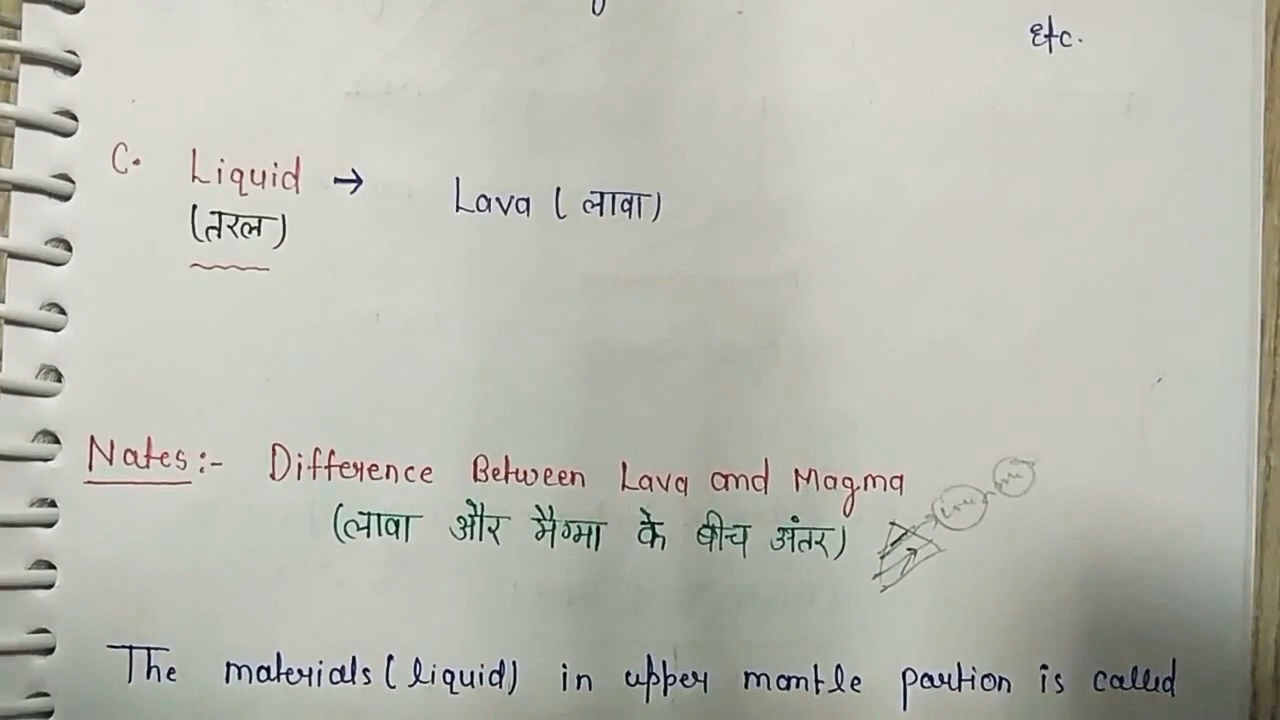 Etc.
C. Liquid → Lava (लावा)
(तरल)
Notes:- Difference Between Lava and Magma
(लावा और मैग्मा के बीच अंतर)
The materials (liquid) in upper mantle portion is called